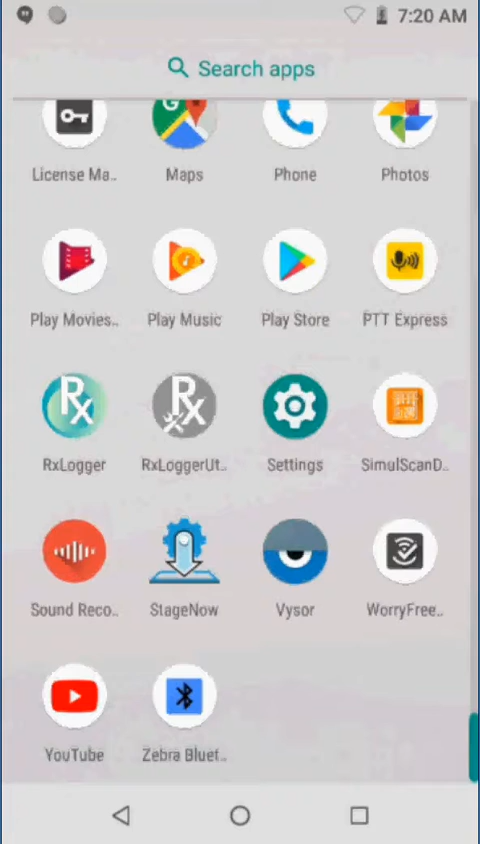 7:20 AM
Search apps
License Ma..
Maps
Phone
Photos
Play Movies..
Play Music
Play Store
PTT Express
RxLogger
RxLoggerUt..
Settings
SimulScanD..
Sound Reco..
StageNow
Vysor
WorryFree..
YouTube
Zebra Bluet..